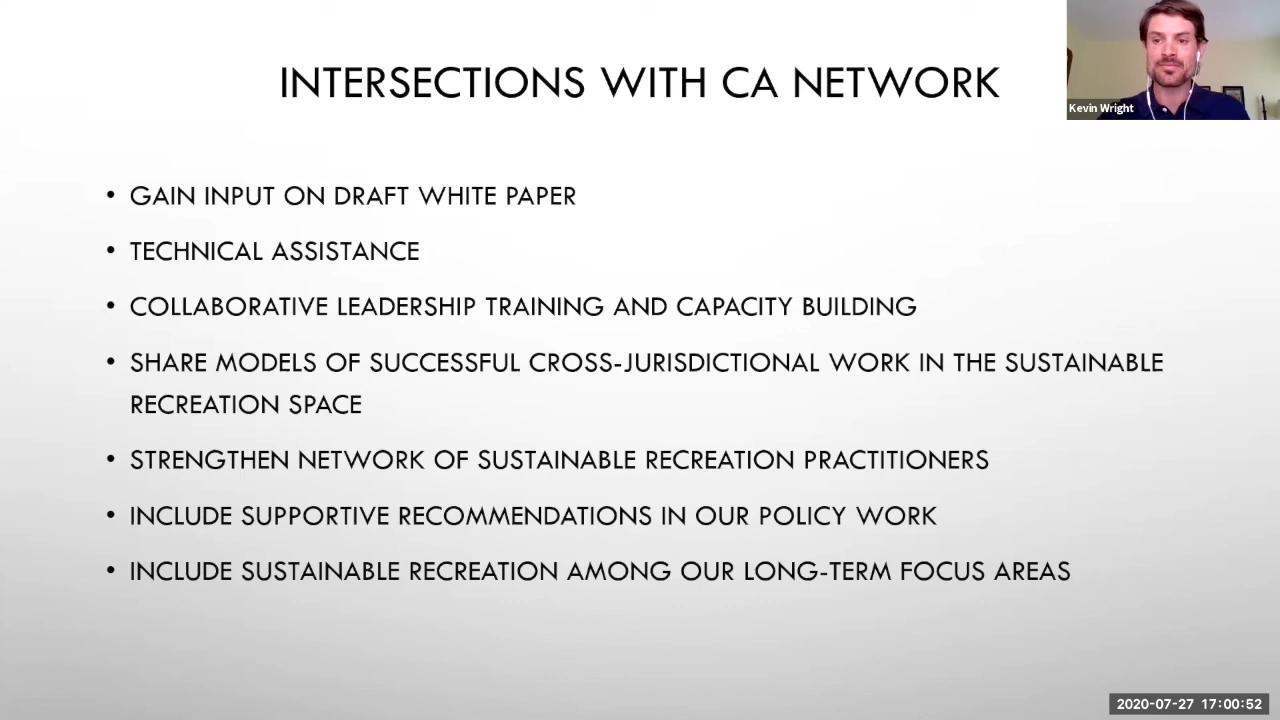 INTERSECTIONS WITH CA NETWORK
Kevin Wright
• GAIN INPUT ON DRAFT WHITE PAPER
• TECHNICAL ASSISTANCE
• COLLABORATIVE LEADERSHIP TRAINING AND CAPACITY BUILDING
• SHARE MODELS OF SUCCESSFUL CROSS-JURISDICTIONAL WORK IN THE SUSTAINABLE
RECREATION SPACE
• STRENGTHEN NETWORK OF SUSTAINABLE RECREATION PRACTITIONERS
• INCLUDE SUPPORTIVE RECOMMENDATIONS IN OUR POLICY WORK
• INCLUDE SUSTAINABLE RECREATION AMONG OUR LONG-TERM FOCUS AREAS
2020-07-27 17:00:52